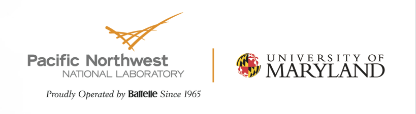 Pacific Northwest
NATIONAL LABORATORY
Proudly Operated by Battelle Since 1965
UNIVERSITY OF
MARYLAND